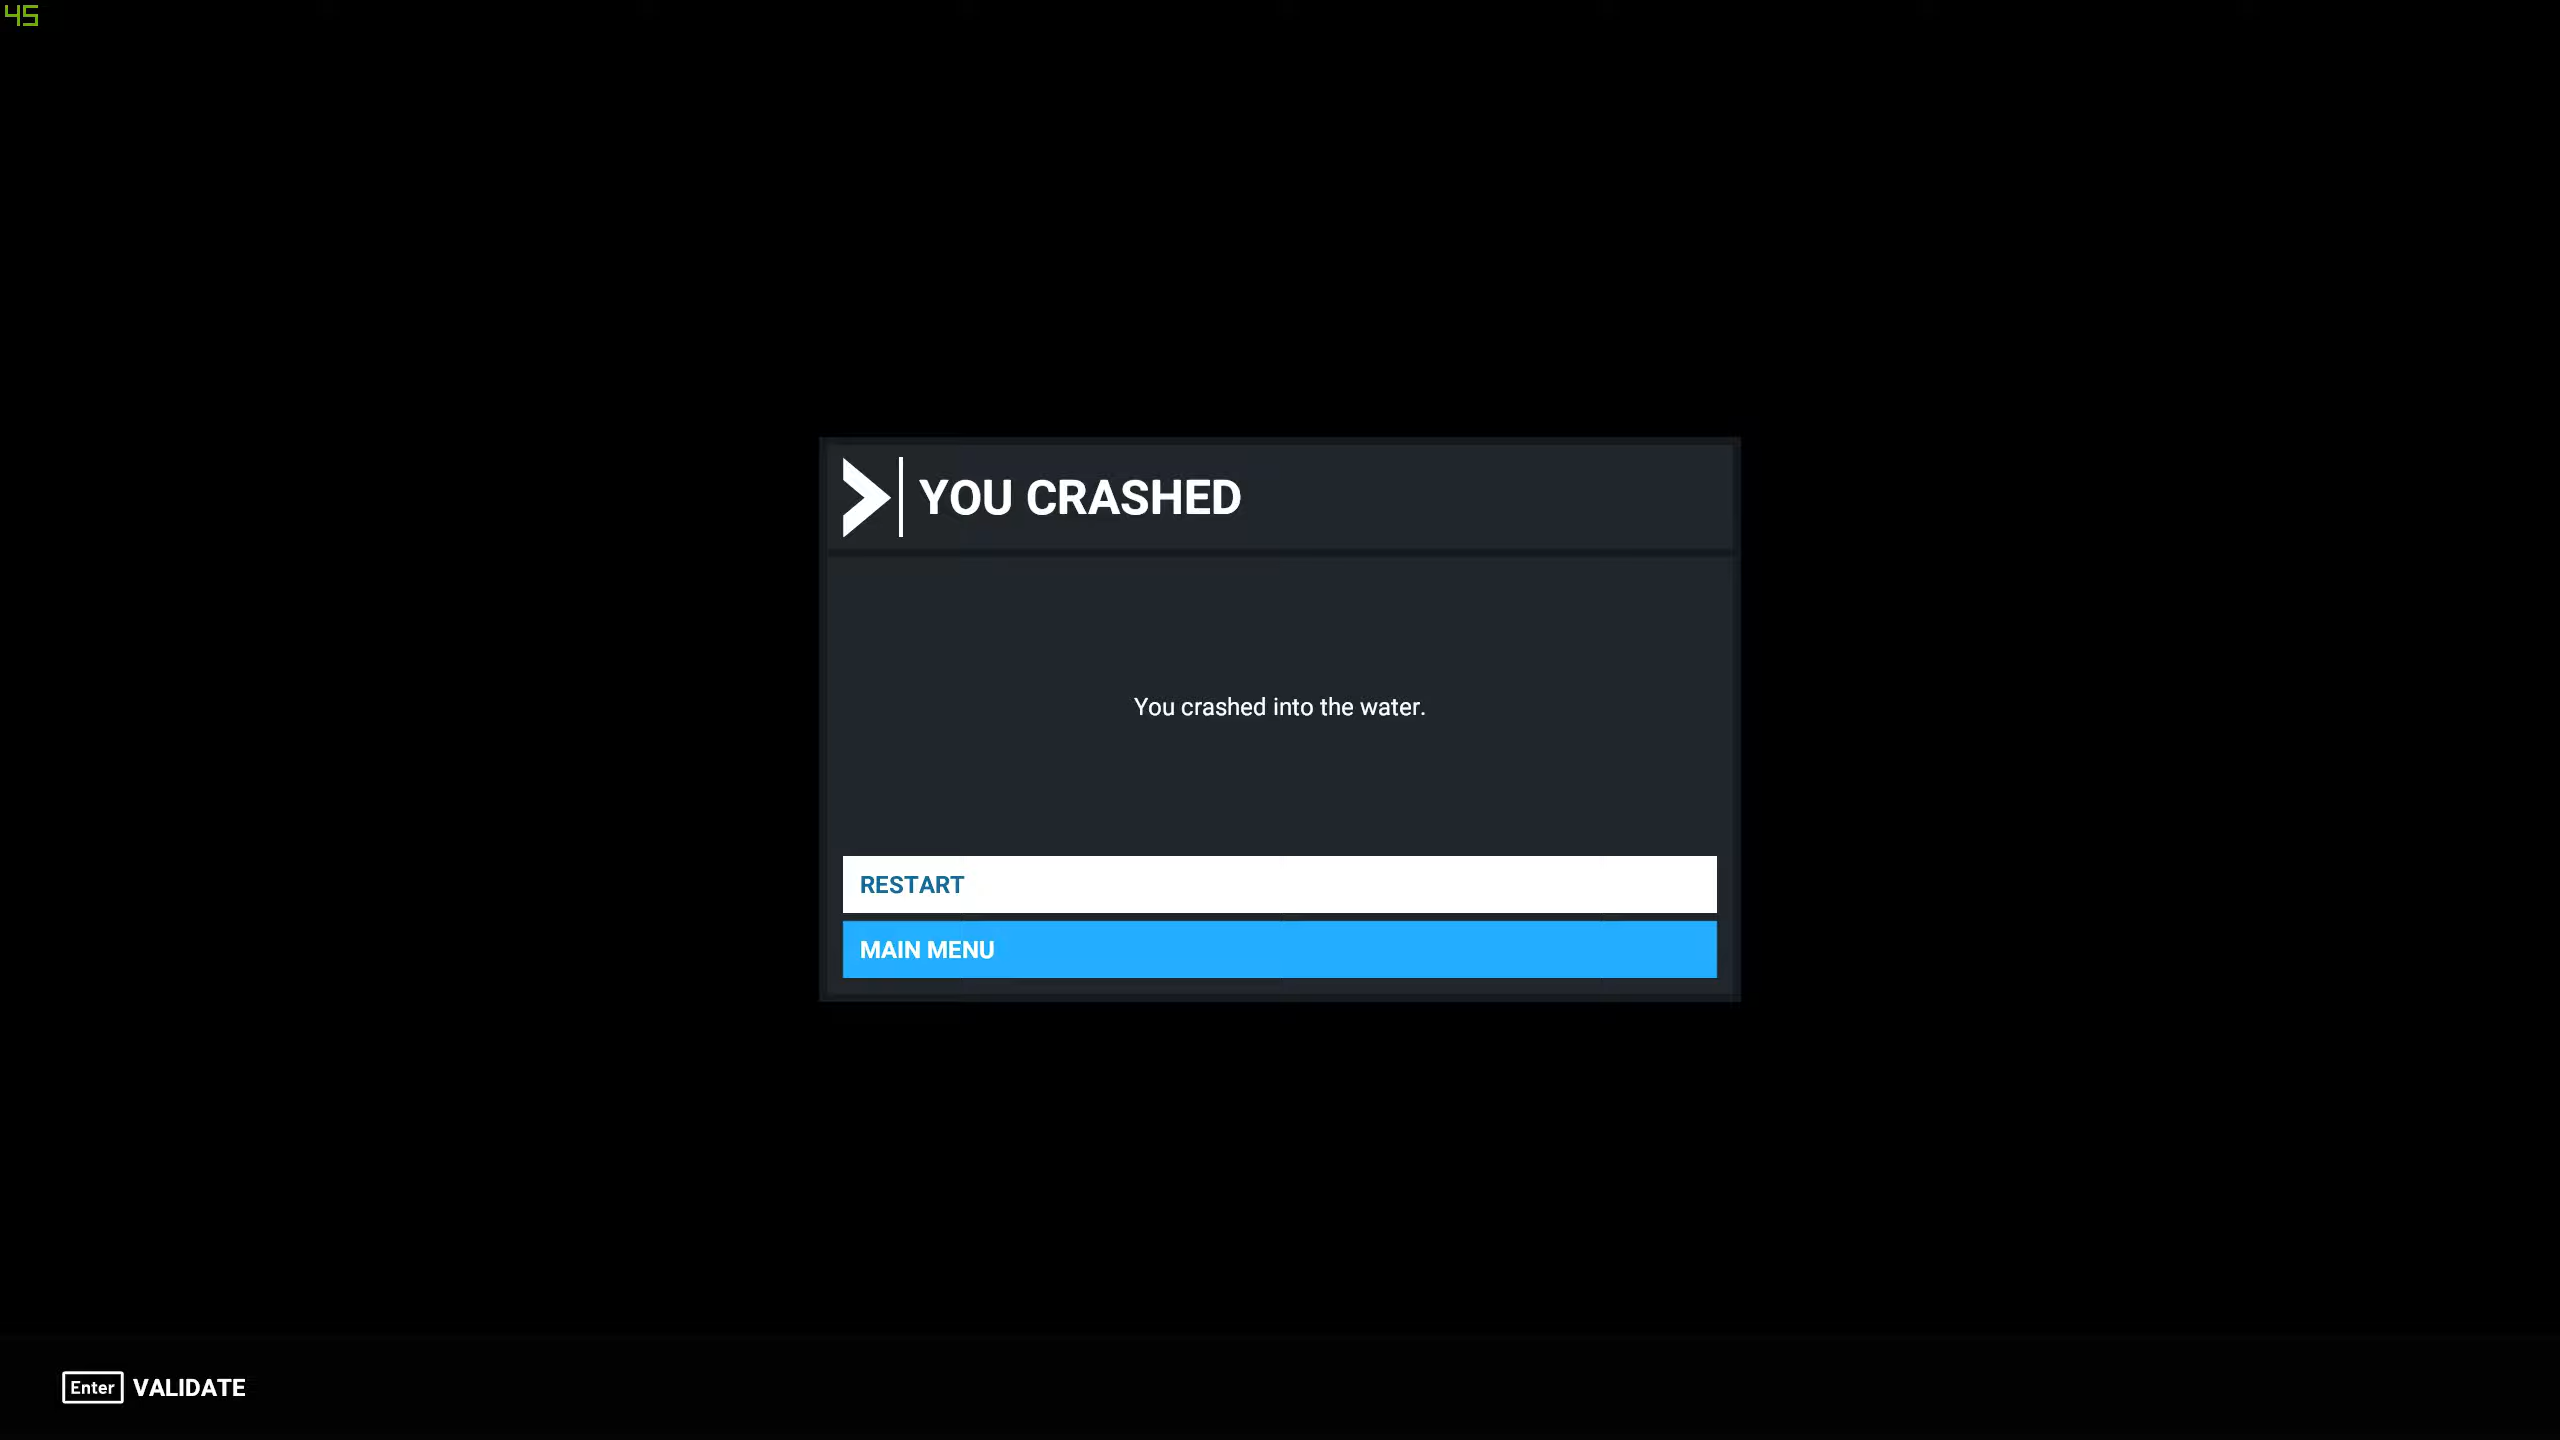 45
YOU CRASHED
You crashed into the water.
RESTART
MAIN MENU
Enter VALIDATE